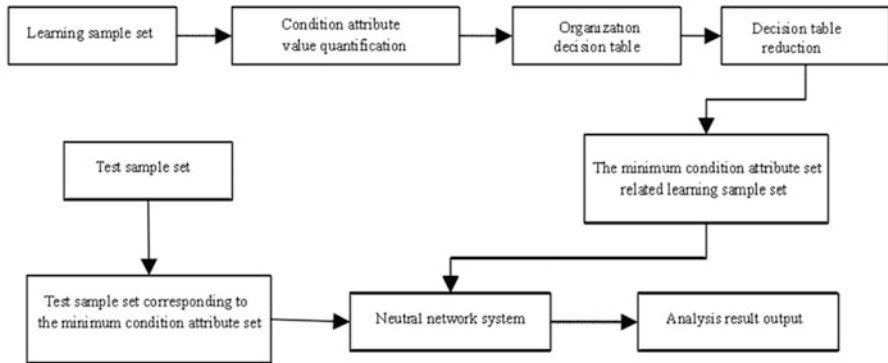 Learning sample set
Condition attribute
value quantification
Organization
decision table
Decision table
reduction
The minimum condition attribute set
related learning sample set
Test sample set
Test sample set corresponding to
the minimum condition attribute set
Neutral network system
Analysis result output